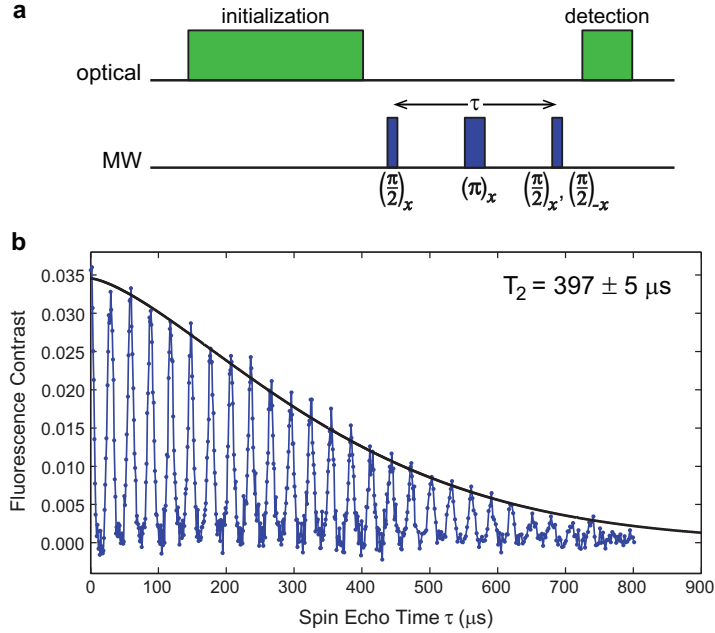 a
initialization
detection
optical
τ
MW
(π/2)x
(π)x
(π/2)x, (π/2)-x
b
T2 = 397 ± 5 μs
0.035
0.030
0.025
0.020
0.015
0.010
0.005
0.000
Fluorescence Contrast
0 100 200 300 400 500 600 700 800 900
Spin Echo Time τ (μs)